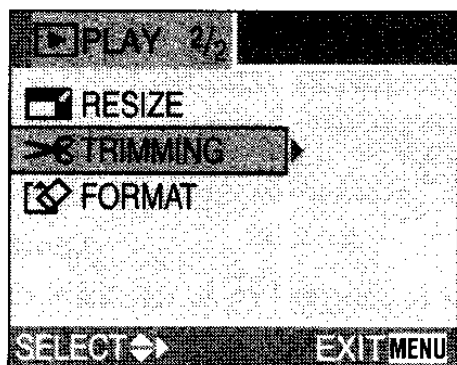 PLAY 2/2
RESIZE
TRIMMING
FORMAT
SELECT EXIT MENU